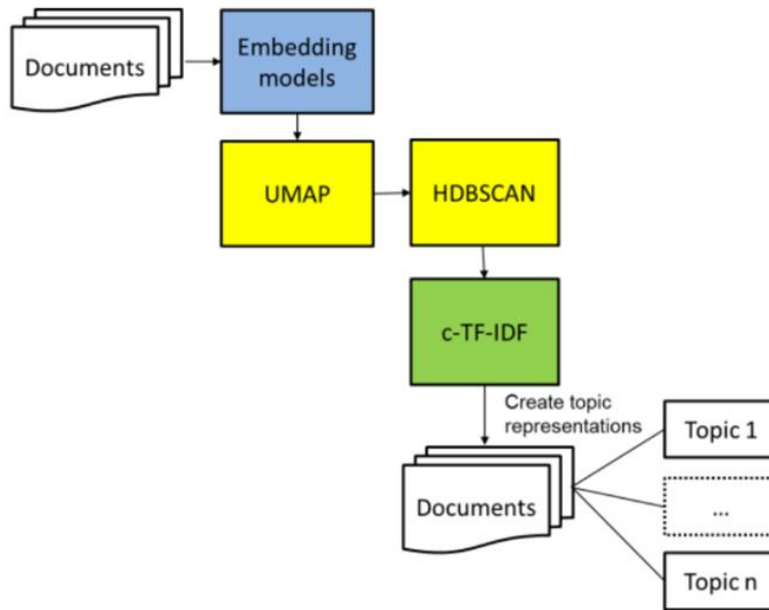 Documents
Embedding
models
UMAP
HDBSCAN
c-TF-IDF
Create topic
representations
Topic 1
Documents
...
Topic n